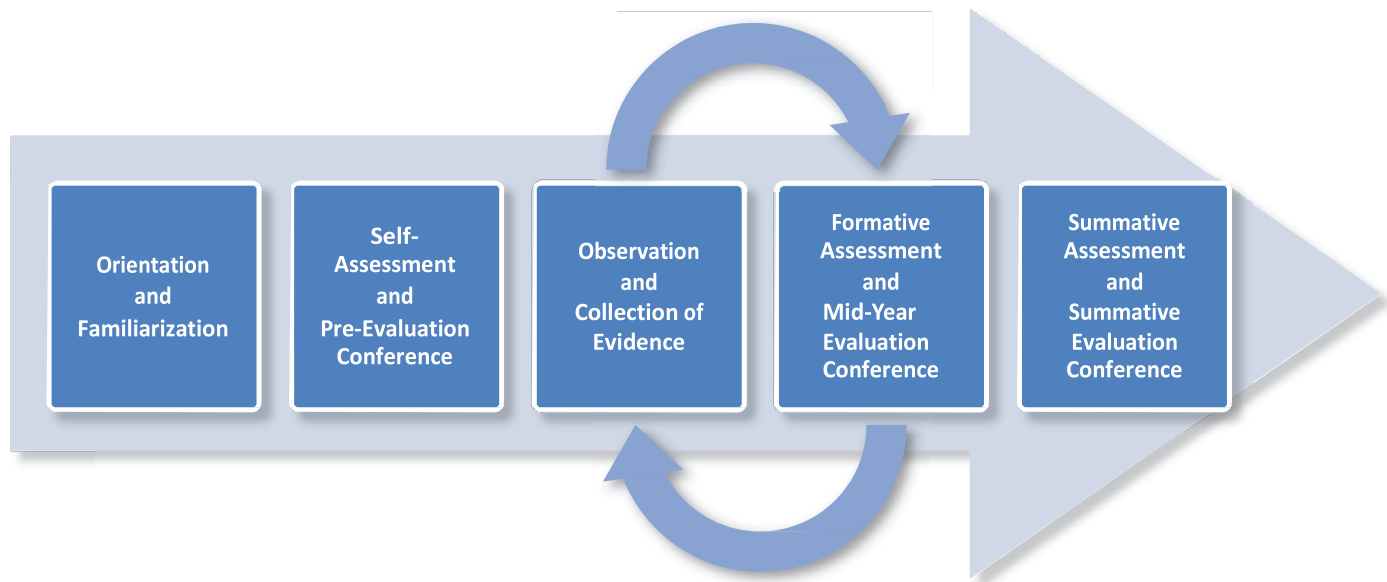 Orientation
and
Familiarization
Self-
Assessment
and
Pre-Evaluation
Conference
Observation
and
Collection of
Evidence
Formative
Assessment
and
Mid-Year
Evaluation
Conference
Summative
Assessment
and
Summative
Evaluation
Conference